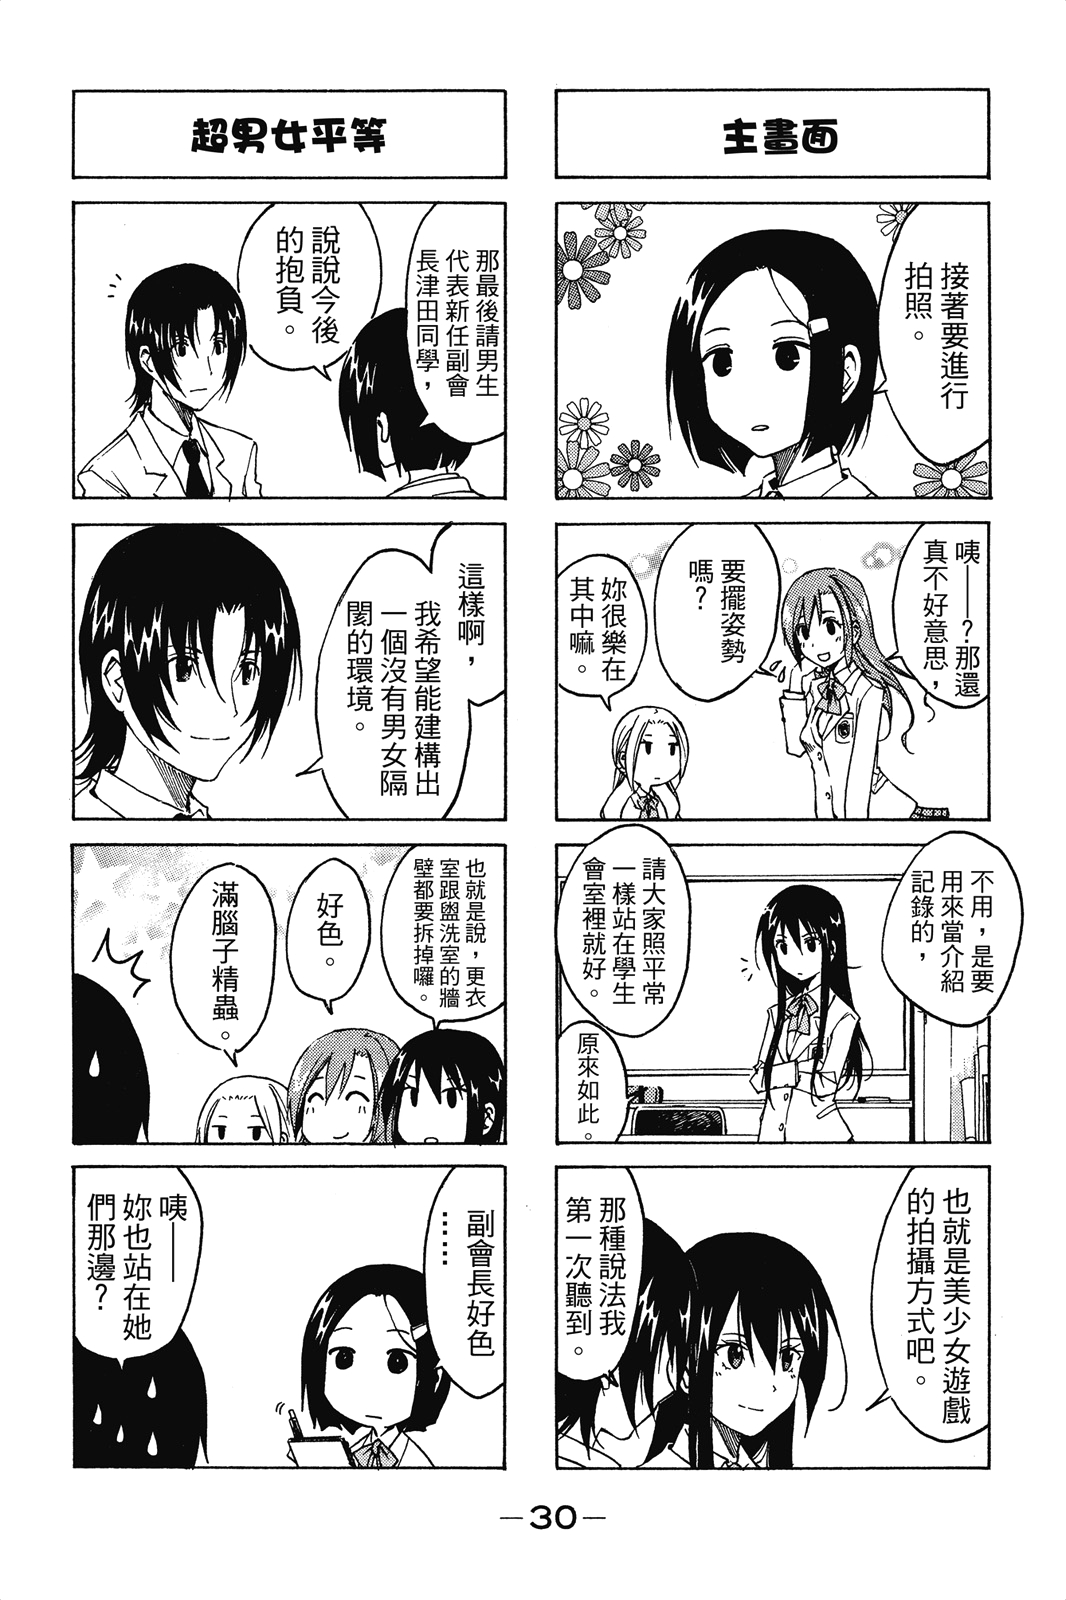 主畫面
接著要進行
拍照。
咦——？那還
真不好意思，
要擺姿勢
嗎？
妳很樂在
其中嘛。
不用，是要
用來當介紹
記錄的，
請大家照平常
一樣站在學生
會室裡就好。
原來如此。
也就是美少女遊戲
的拍攝方式吧。
那種說法我
第一次聽到。
超男女平等
那最後請男生
代表新任副會
長津田同學，
說說今後
的抱負。
這樣啊，
我希望能建構出
一個沒有男女隔
閡的環境。
也就是說，更衣
室跟盥洗室的牆
壁都要拆掉囉。
好色。
滿腦子精蟲。
副會長好色
⋯⋯
咦——
妳也站在她
們那邊？
—30—